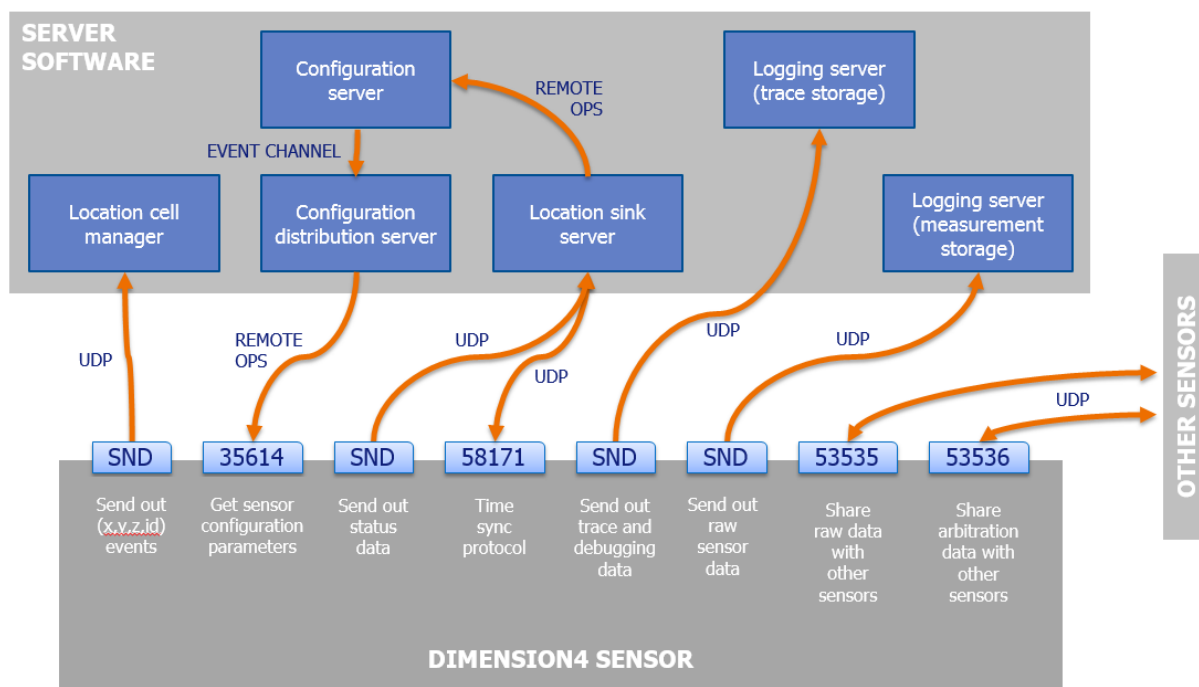 SERVER
SOFTWARE
Configuration
server
Logging server
(trace storage)
REMOTE
OPS
EVENT CHANNEL
Location cell
manager
Configuration
distribution server
Location sink
server
Logging server
(measurement
storage)
UDP
REMOTE
OPS
UDP
UDP
UDP
UDP
UDP
OTHER SENSORS
SND
35614
SND
58171
SND
SND
53535
53536
Send out
(x,y,z,id)
events
Get sensor
configuration
parameters
Send out
status
data
Time
sync
protocol
Send out
trace and
debugging
data
Send out
raw
sensor
data
Share
raw data
with
other
sensors
Share
arbitration
data with
other
sensors
DIMENSION4 SENSOR